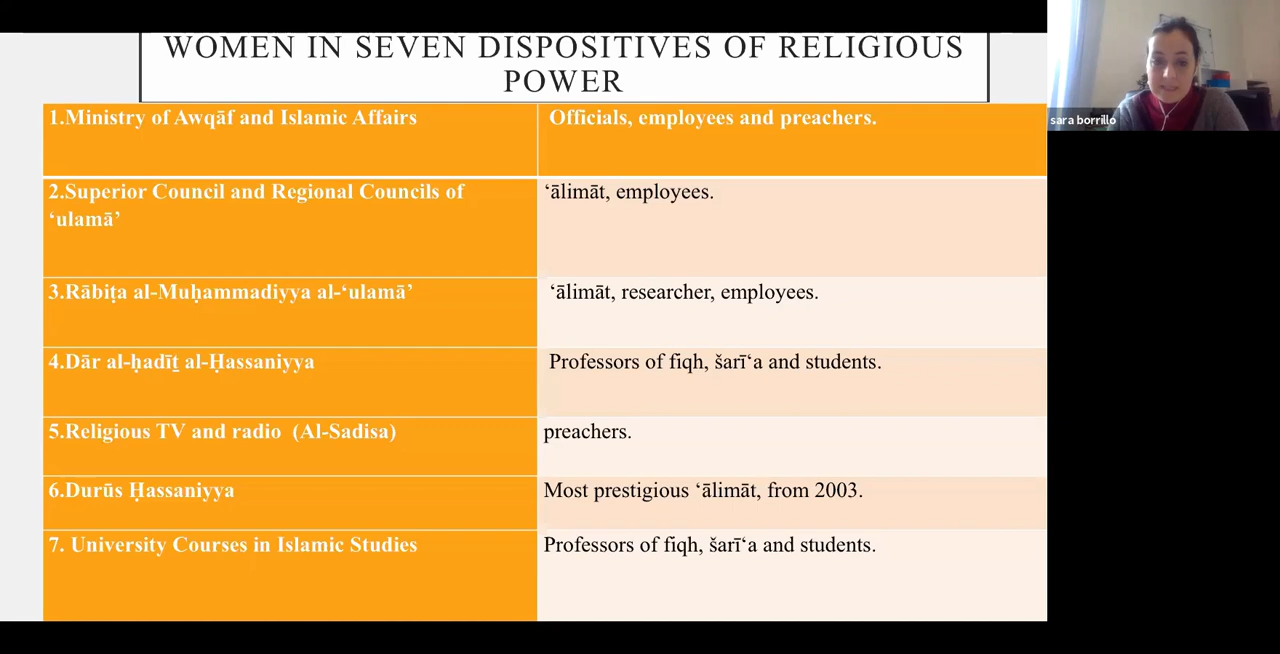 WOMEN IN SEVEN DISPOSITIVES OF RELIGIOUS
POWER
1.Ministry of Awqāf and Islamic Affairs
Officials, employees and preachers.
2.Superior Council and Regional Councils of
‘ulamā’
‘ālimāt, employees.
3.Rābiṭa al-Muḥammadiyya al-‘ulamā’
‘ālimāt, researcher, employees.
4.Dār al-ḥadīṯ al-Ḥassaniyya
Professors of fiqh, šarī‘a and students.
5.Religious TV and radio (Al-Sadisa)
preachers.
6.Durūs Ḥassaniyya
Most prestigious ‘ālimāt, from 2003.
7. University Courses in Islamic Studies
Professors of fiqh, šarī‘a and students.
sara borrillo